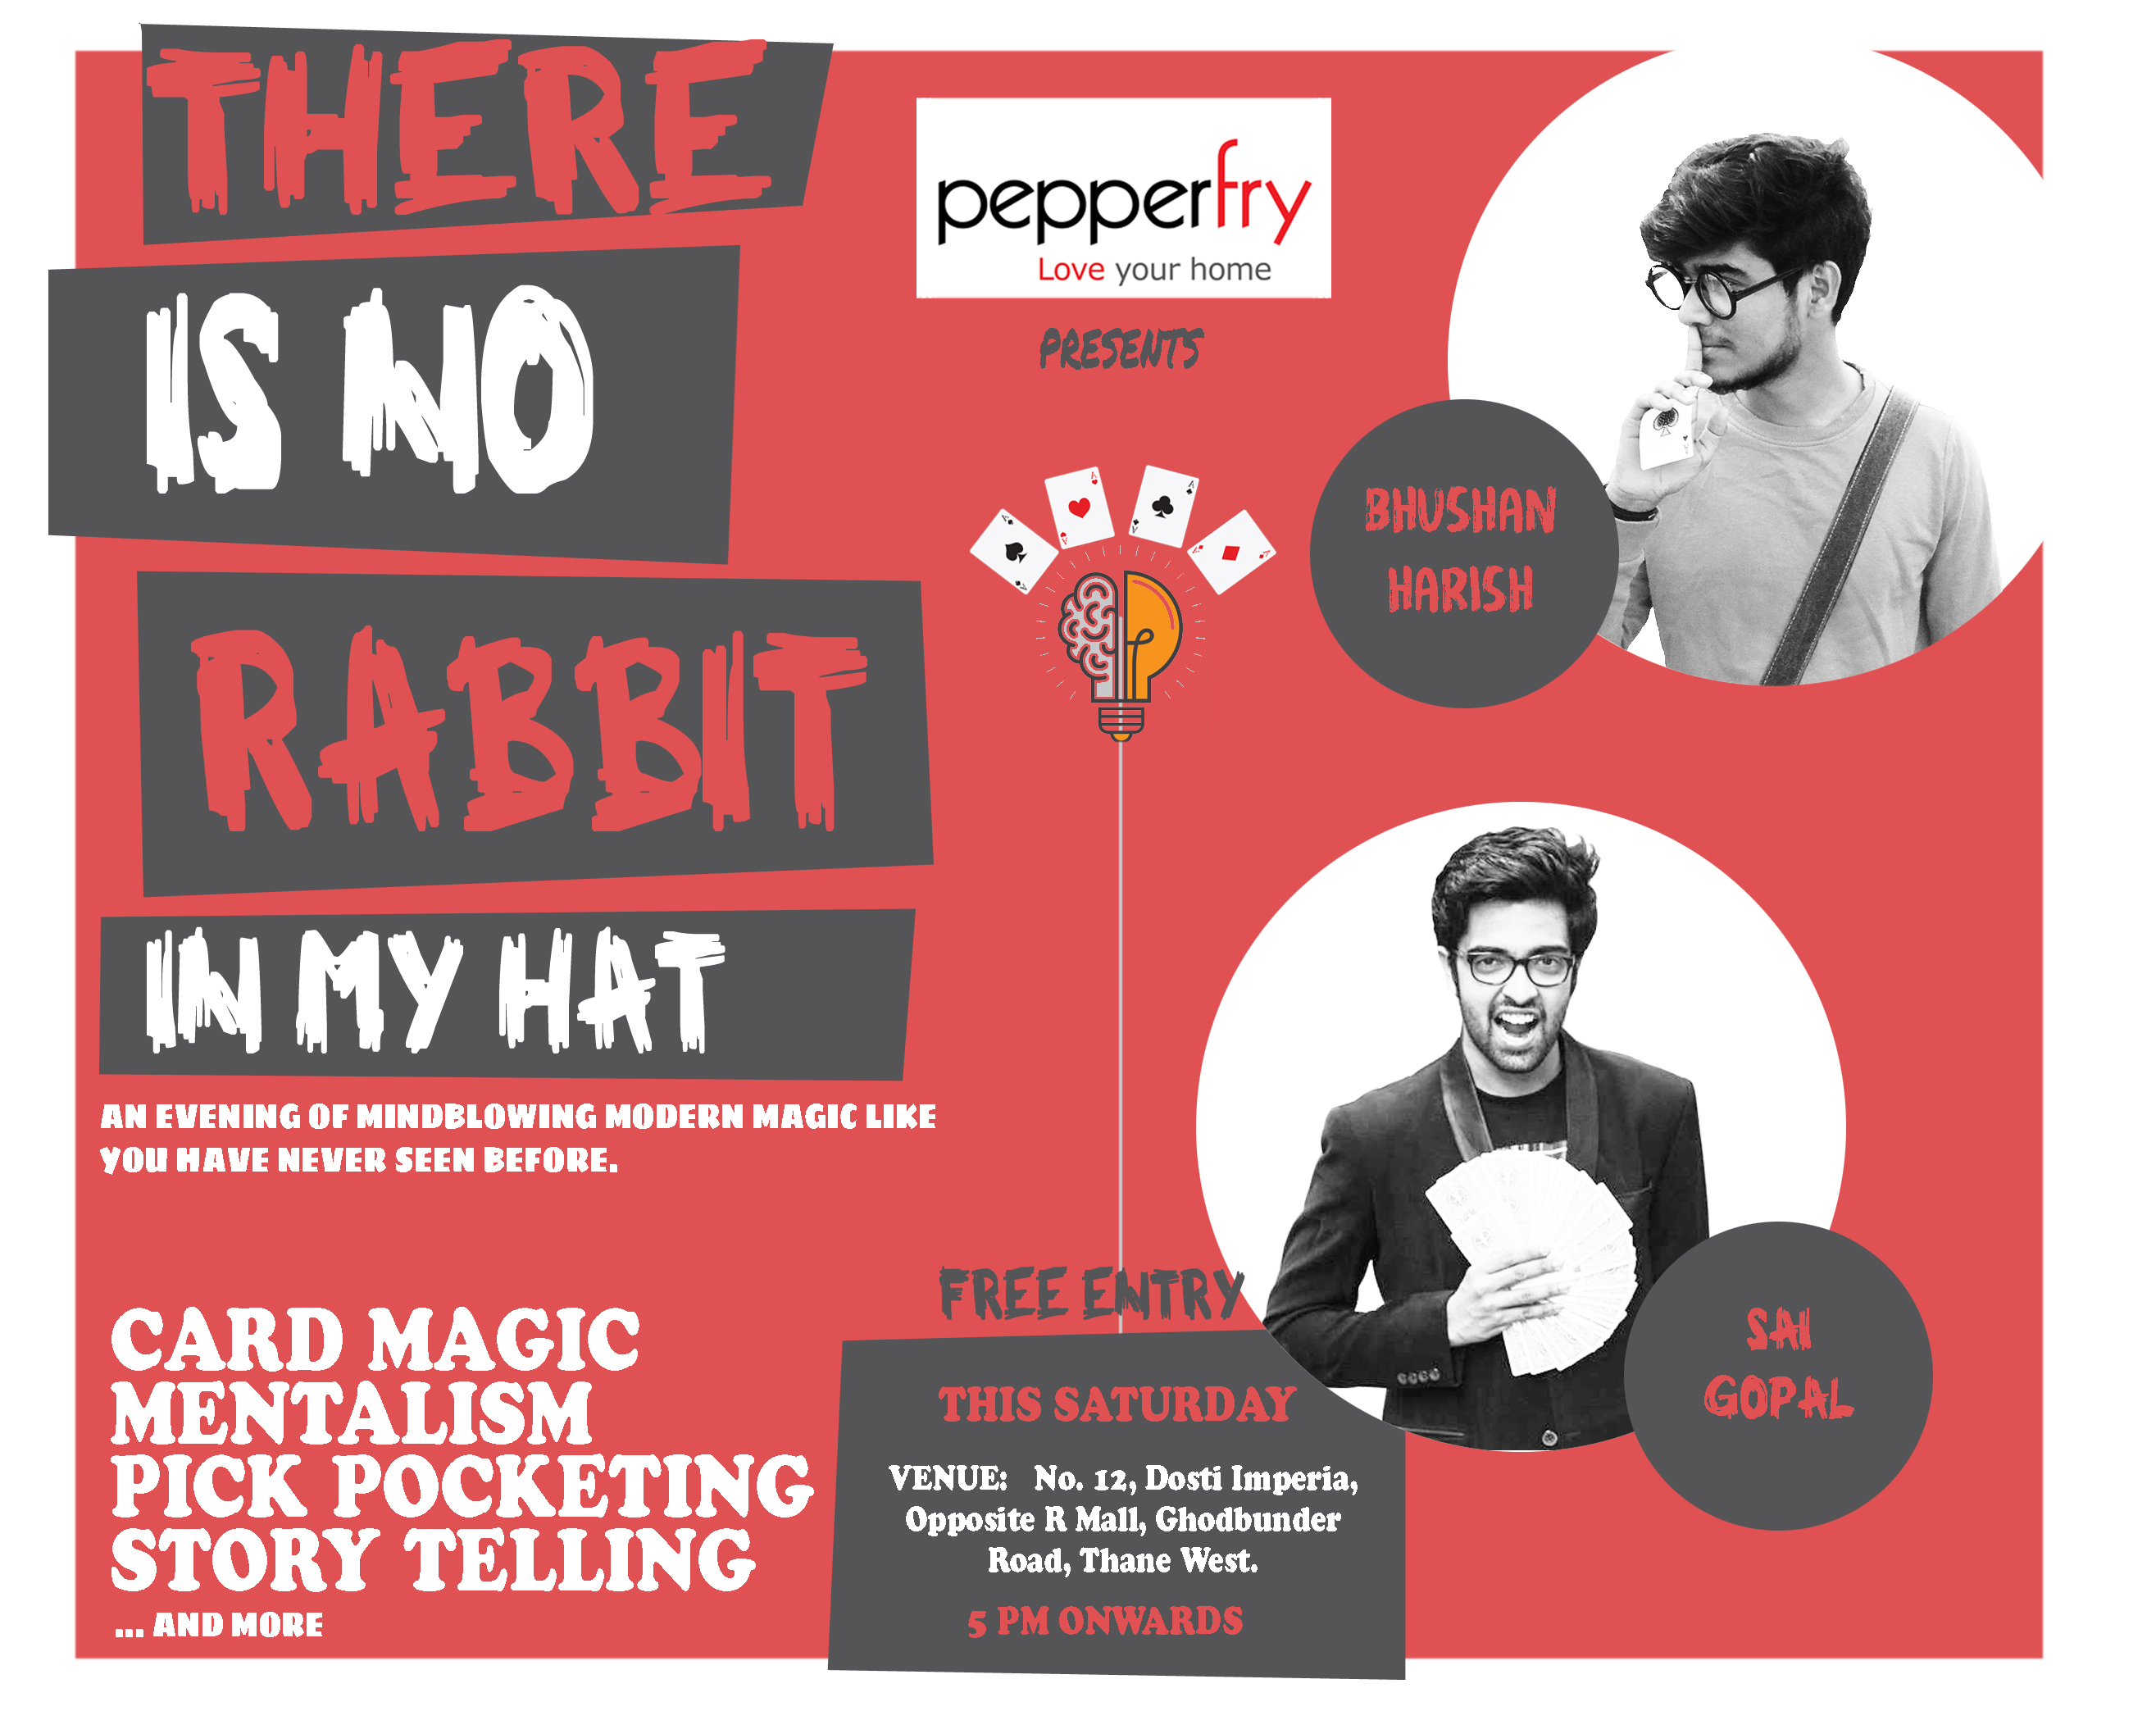 THERE
IS NO
RABBIT
IN MY HAT
AN EVENING OF MINDBLOWING MODERN MAGIC LIKE
YOU HAVE NEVER SEEN BEFORE.
CARD MAGIC
MENTALISM
PICK POCKETING
STORY TELLING
... AND MORE
pepperfry
Love your home
PRESENTS
BHUSHAN
HARISH
SAI
GOPAL
FREE ENTRY
THIS SATURDAY
VENUE: No. 12, Dosti Imperia,
Opposite R Mall, Ghodbunder
Road, Thane West.
5 PM ONWARDS